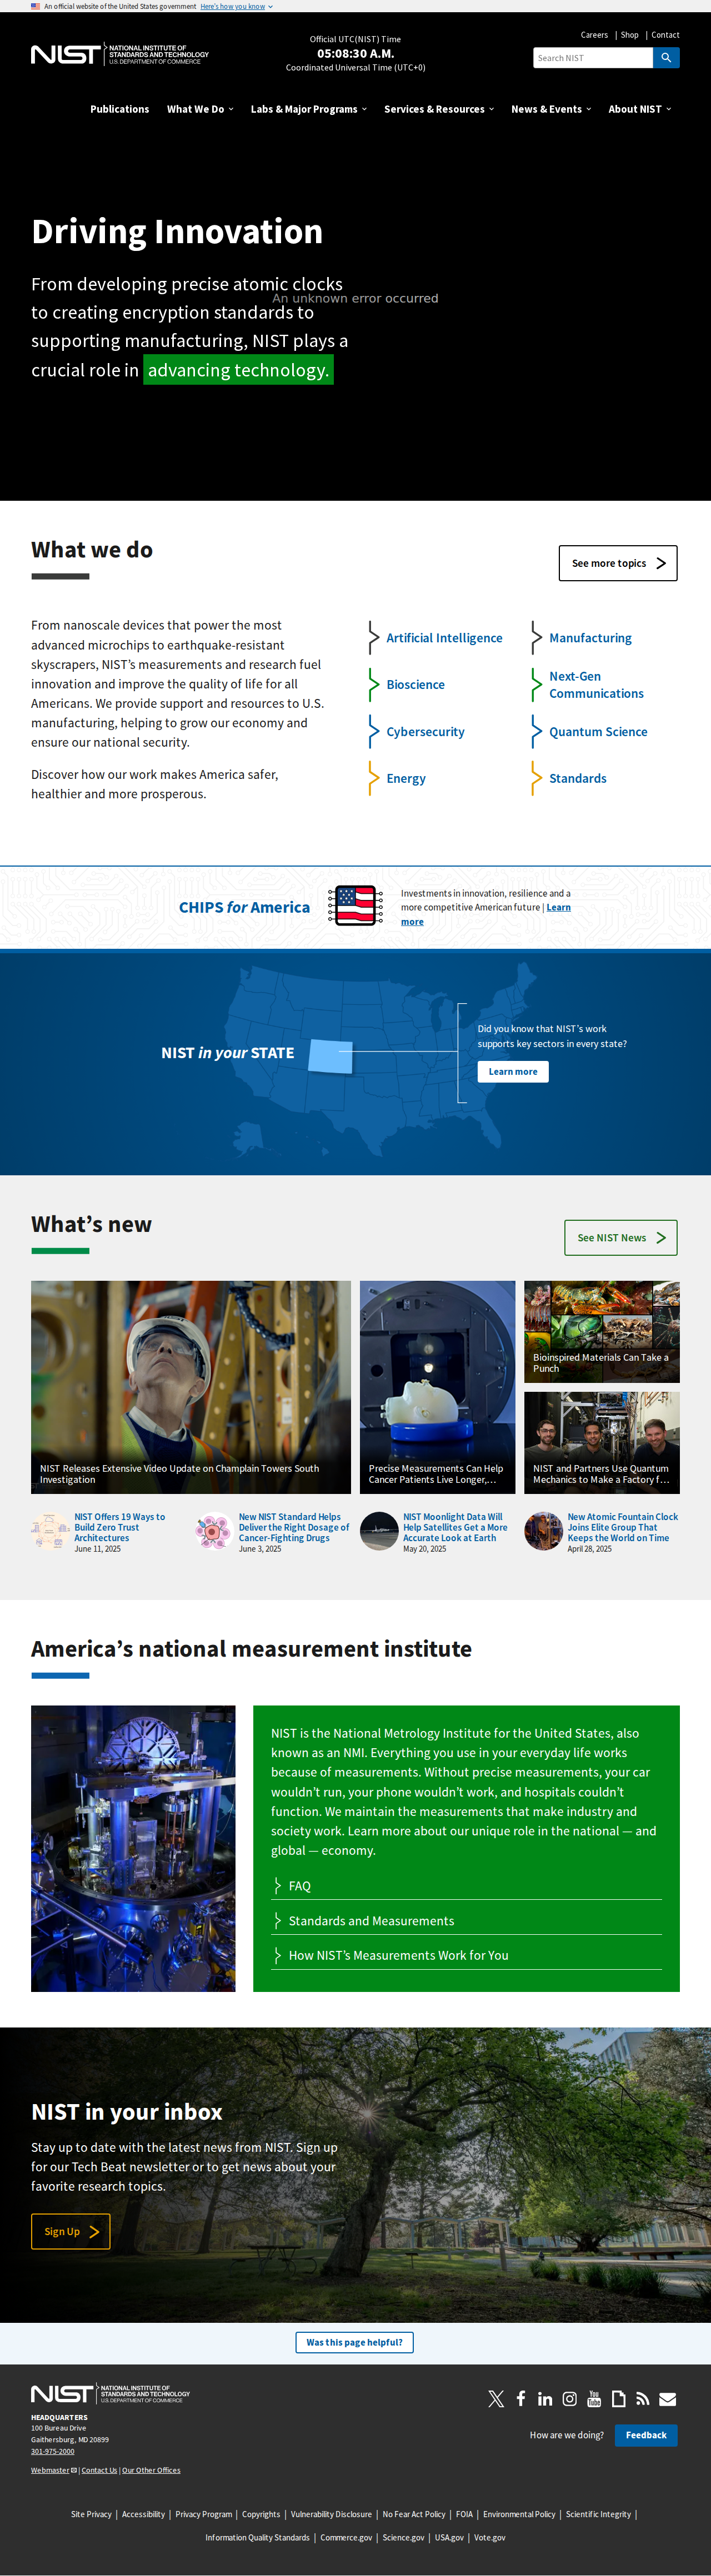 An official website of the United States government Here's how you know
Careers | Shop | Contact
NIST NATIONAL INSTITUTE OF
STANDARDS AND TECHNOLOGY
U.S. DEPARTMENT OF COMMERCE
Official UTC(NIST) Time
05:08:30 A.M.
Coordinated Universal Time (UTC+0)
Search NIST
Publications What We Do Labs & Major Programs Services & Resources News & Events About NIST
Driving Innovation
From developing precise atomic clocks
An unknown error occurred
to creating encryption standards to
supporting manufacturing, NIST plays a
crucial role in advancing technology.
What we do
See more topics
From nanoscale devices that power the most
advanced microchips to earthquake-resistant
skyscrapers, NIST's measurements and research fuel
innovation and improve the quality of life for all
Americans. We provide support and resources to U.S.
manufacturing, helping to grow our economy and
ensure our national security.
Discover how our work makes America safer,
healthier and more prosperous.
Artificial Intelligence
Bioscience
Cybersecurity
Energy
Manufacturing
Next-Gen
Communications
Quantum Science
Standards
CHIPS for America
Investments in innovation, resilience and a
more competitive American future | Learn
more
NIST in your STATE
Did you know that NIST's work
supports key sectors in every state?
Learn more
What's new
See NIST News
NIST Releases Extensive Video Update on Champlain Towers South
Investigation
Precise Measurements Can Help
Cancer Patients Live Longer,...
Bioinspired Materials Can Take a
Punch
NIST and Partners Use Quantum
Mechanics to Make a Factory f...
NIST Offers 19 Ways to
Build Zero Trust
Architectures
June 11, 2025
New NIST Standard Helps
Deliver the Right Dosage of
Cancer-Fighting Drugs
June 3, 2025
NIST Moonlight Data Will
Help Satellites Get a More
Accurate Look at Earth
May 20, 2025
New Atomic Fountain Clock
Joins Elite Group That
Keeps the World on Time
April 28, 2025
America's national measurement institute
NIST is the National Metrology Institute for the United States, also
known as an NMI. Everything you use in your everyday life works
because of measurements. Without precise measurements, your car
wouldn't run, your phone wouldn't work, and hospitals couldn't
function. We maintain the measurements that make industry and
society work. Learn more about our unique role in the national — and
global — economy.
FAQ
Standards and Measurements
How NIST's Measurements Work for You
NIST in your inbox
Stay up to date with the latest news from NIST. Sign up
for our Tech Beat newsletter or to get news about your
favorite research topics.
Sign Up
Was this page helpful?
NIST NATIONAL INSTITUTE OF
STANDARDS AND TECHNOLOGY
U.S. DEPARTMENT OF COMMERCE
HEADQUARTERS
100 Bureau Drive
Gaithersburg, MD 20899
301-975-2000
Webmaster | Contact Us | Our Other Offices
You Tube
How are we doing? Feedback
Site Privacy | Accessibility | Privacy Program | Copyrights | Vulnerability Disclosure | No Fear Act Policy | FOIA | Environmental Policy | Scientific Integrity |
Information Quality Standards | Commerce.gov | Science.gov | USA.gov | Vote.gov